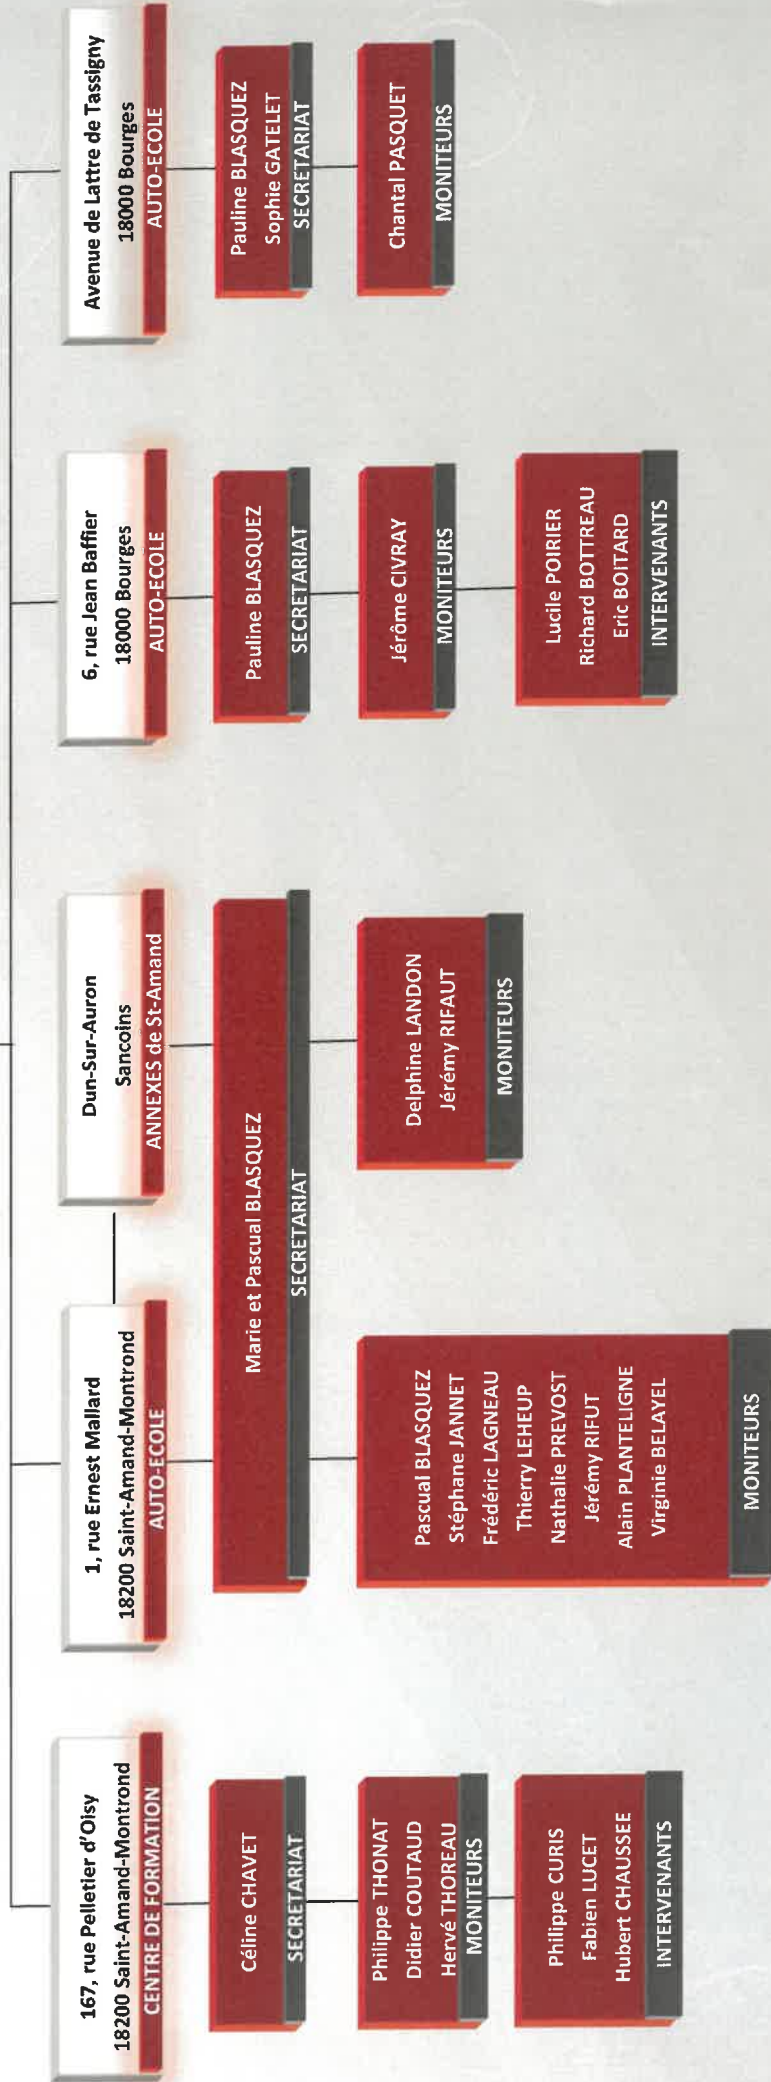 167, rue Pelletier d'Oisy
18200 Saint-Amand-Montrond
CENTRE DE FORMATION
Céline CHAVET
SECRETARIAT
Philippe THONAT
Didier COUTAUD
Hervé THOREAU
MONITEURS
Philippe CURIS
Fabien LUCET
Hubert CHAUSSEE
INTERVENANTS
1, rue Ernest Mallard
18200 Saint-Amand-Montrond
AUTO-ECOLE
Dun-Sur-Auron
Sancoins
ANNEXES de St-Amand
Marie et Pascual BLASQUEZ
SECRETARIAT
Pascual BLASQUEZ
Stéphane JANNET
Frédéric LAGNEAU
Thierry LEHEUP
Nathalie PREVOST
Jérémy RIFUT
Alain PLANTELIGNE
Virginie BELAYEL
MONITEURS
Delphine LANDON
Jérémy RIFAUT
MONITEURS
6, rue Jean Baffier
18000 Bourges
AUTO-ECOLE
Pauline BLASQUEZ
SECRETARIAT
Jérôme CIVRAY
MONITEURS
Lucile POIRIER
Richard BOTTREAU
Eric BOITARD
INTERVENANTS
Avenue de Lattre de Tassigny
18000 Bourges
AUTO-ECOLE
Pauline BLASQUEZ
Sophie GATELET
SECRETARIAT
Chantal PASQUET
MONITEURS